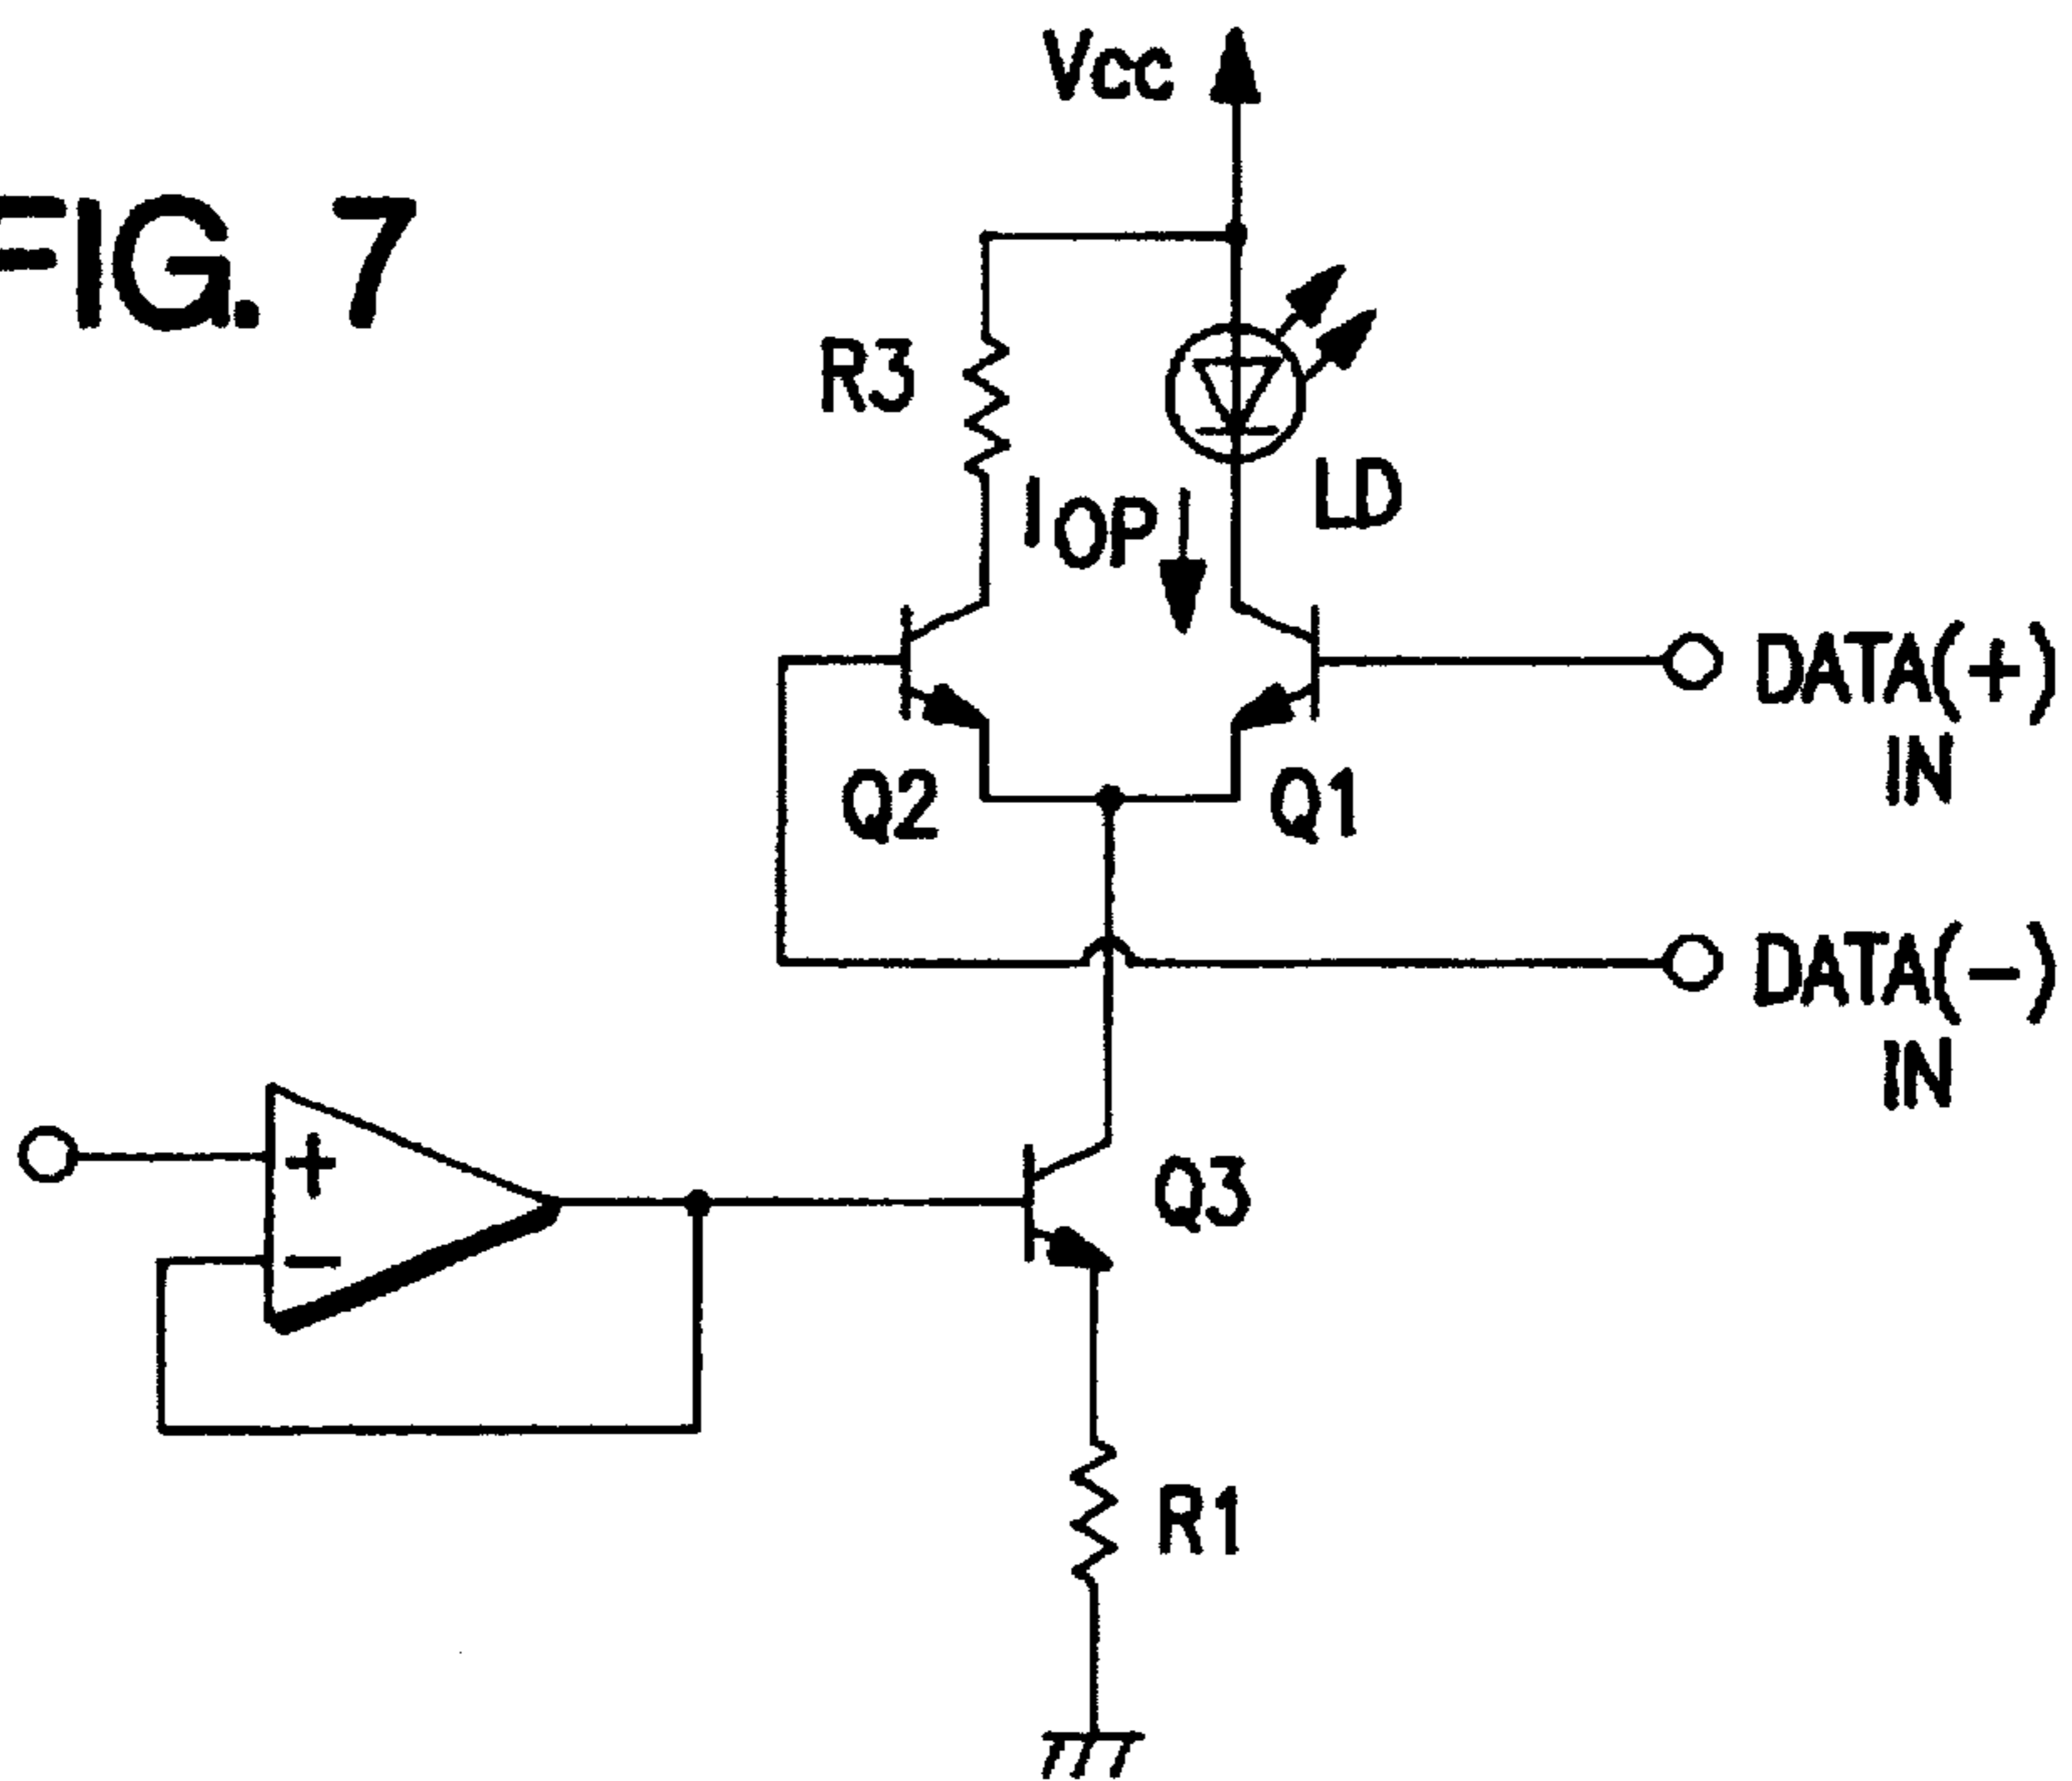 Vcc
FIG. 7
R3
LD
IOP
DATA(+)
IN
Q2
Q1
DATA(-)
IN
+
Q3
-
R1